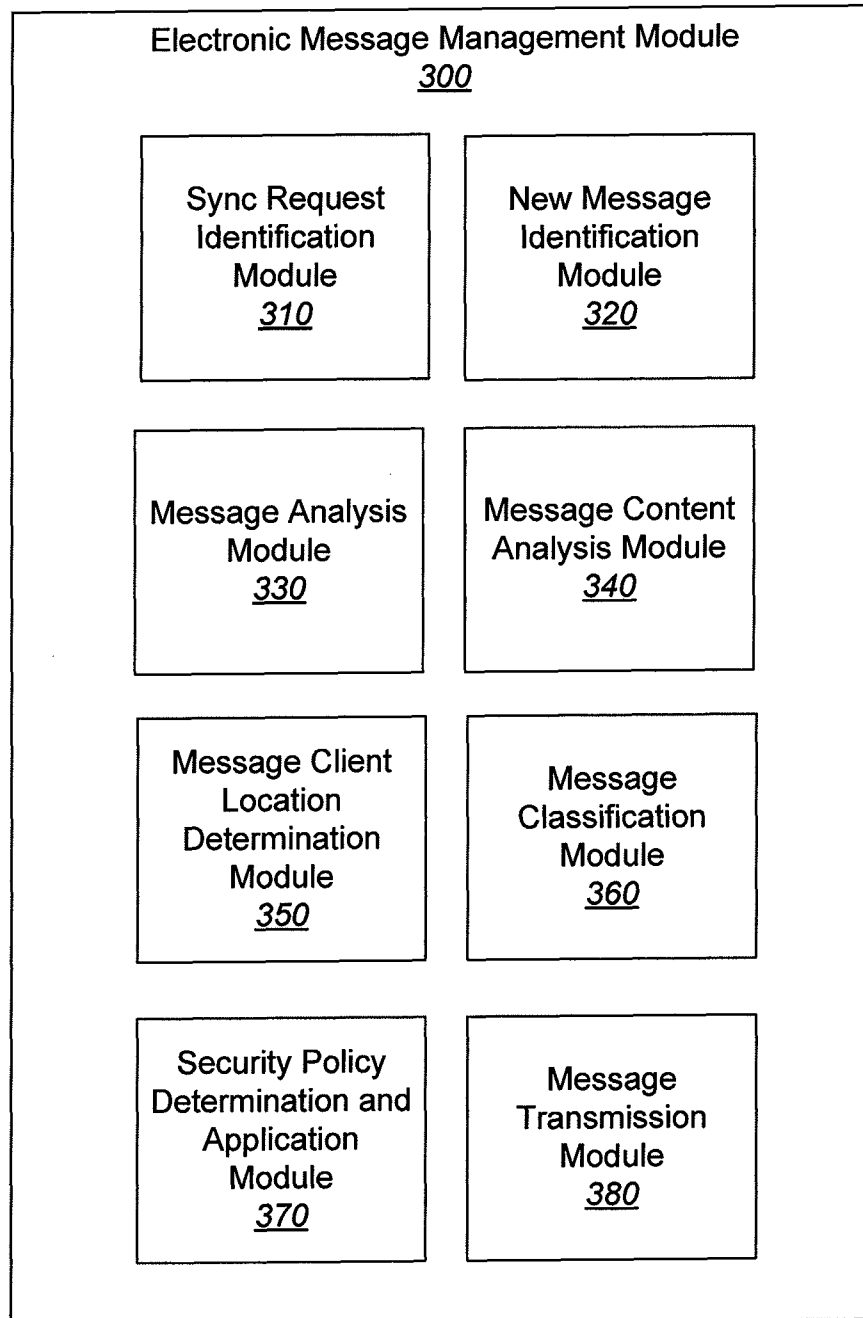 Electronic Message Management Module
300
Sync Request
Identification
Module
310
New Message
Identification
Module
320
Message Analysis
Module
330
Message Content
Analysis Module
340
Message Client
Location
Determination
Module
350
Message
Classification
Module
360
Security Policy
Determination and
Application
Module
370
Message
Transmission
Module
380